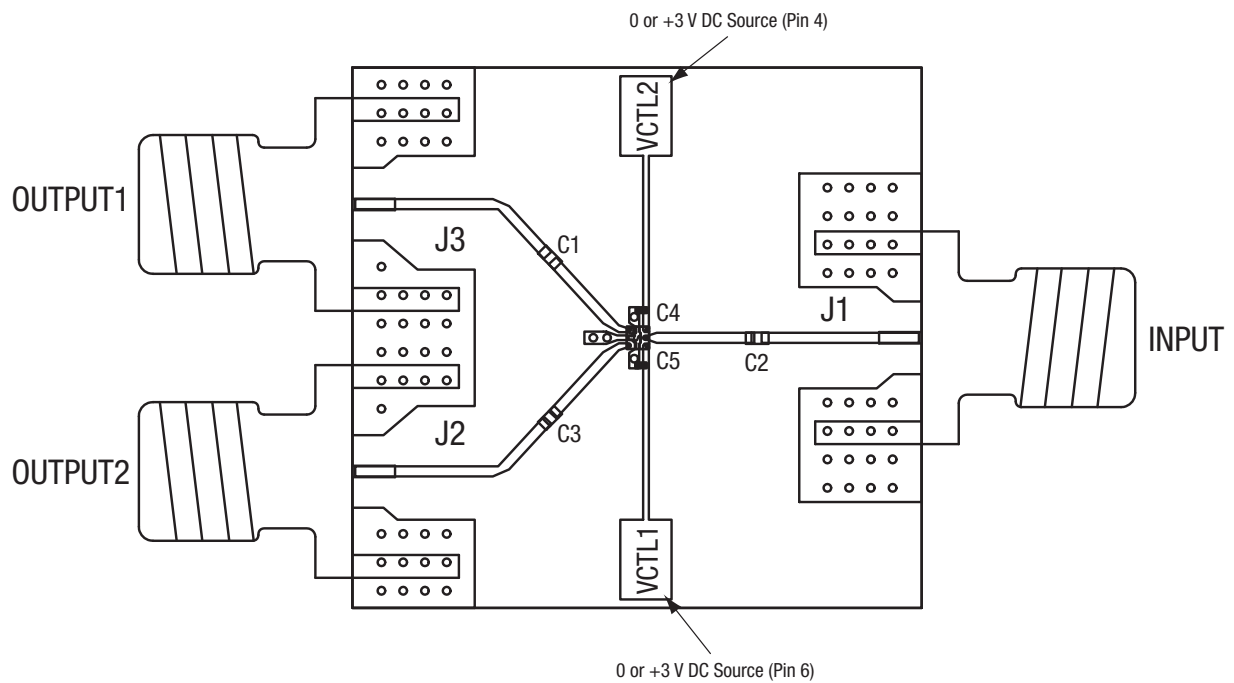 0 or +3 V DC Source (Pin 4)
VCTL2
OUTPUT1
J3
C1
C4
J1
INPUT
C5
C2
J2
C3
OUTPUT2
VCTL1
0 or +3 V DC Source (Pin 6)